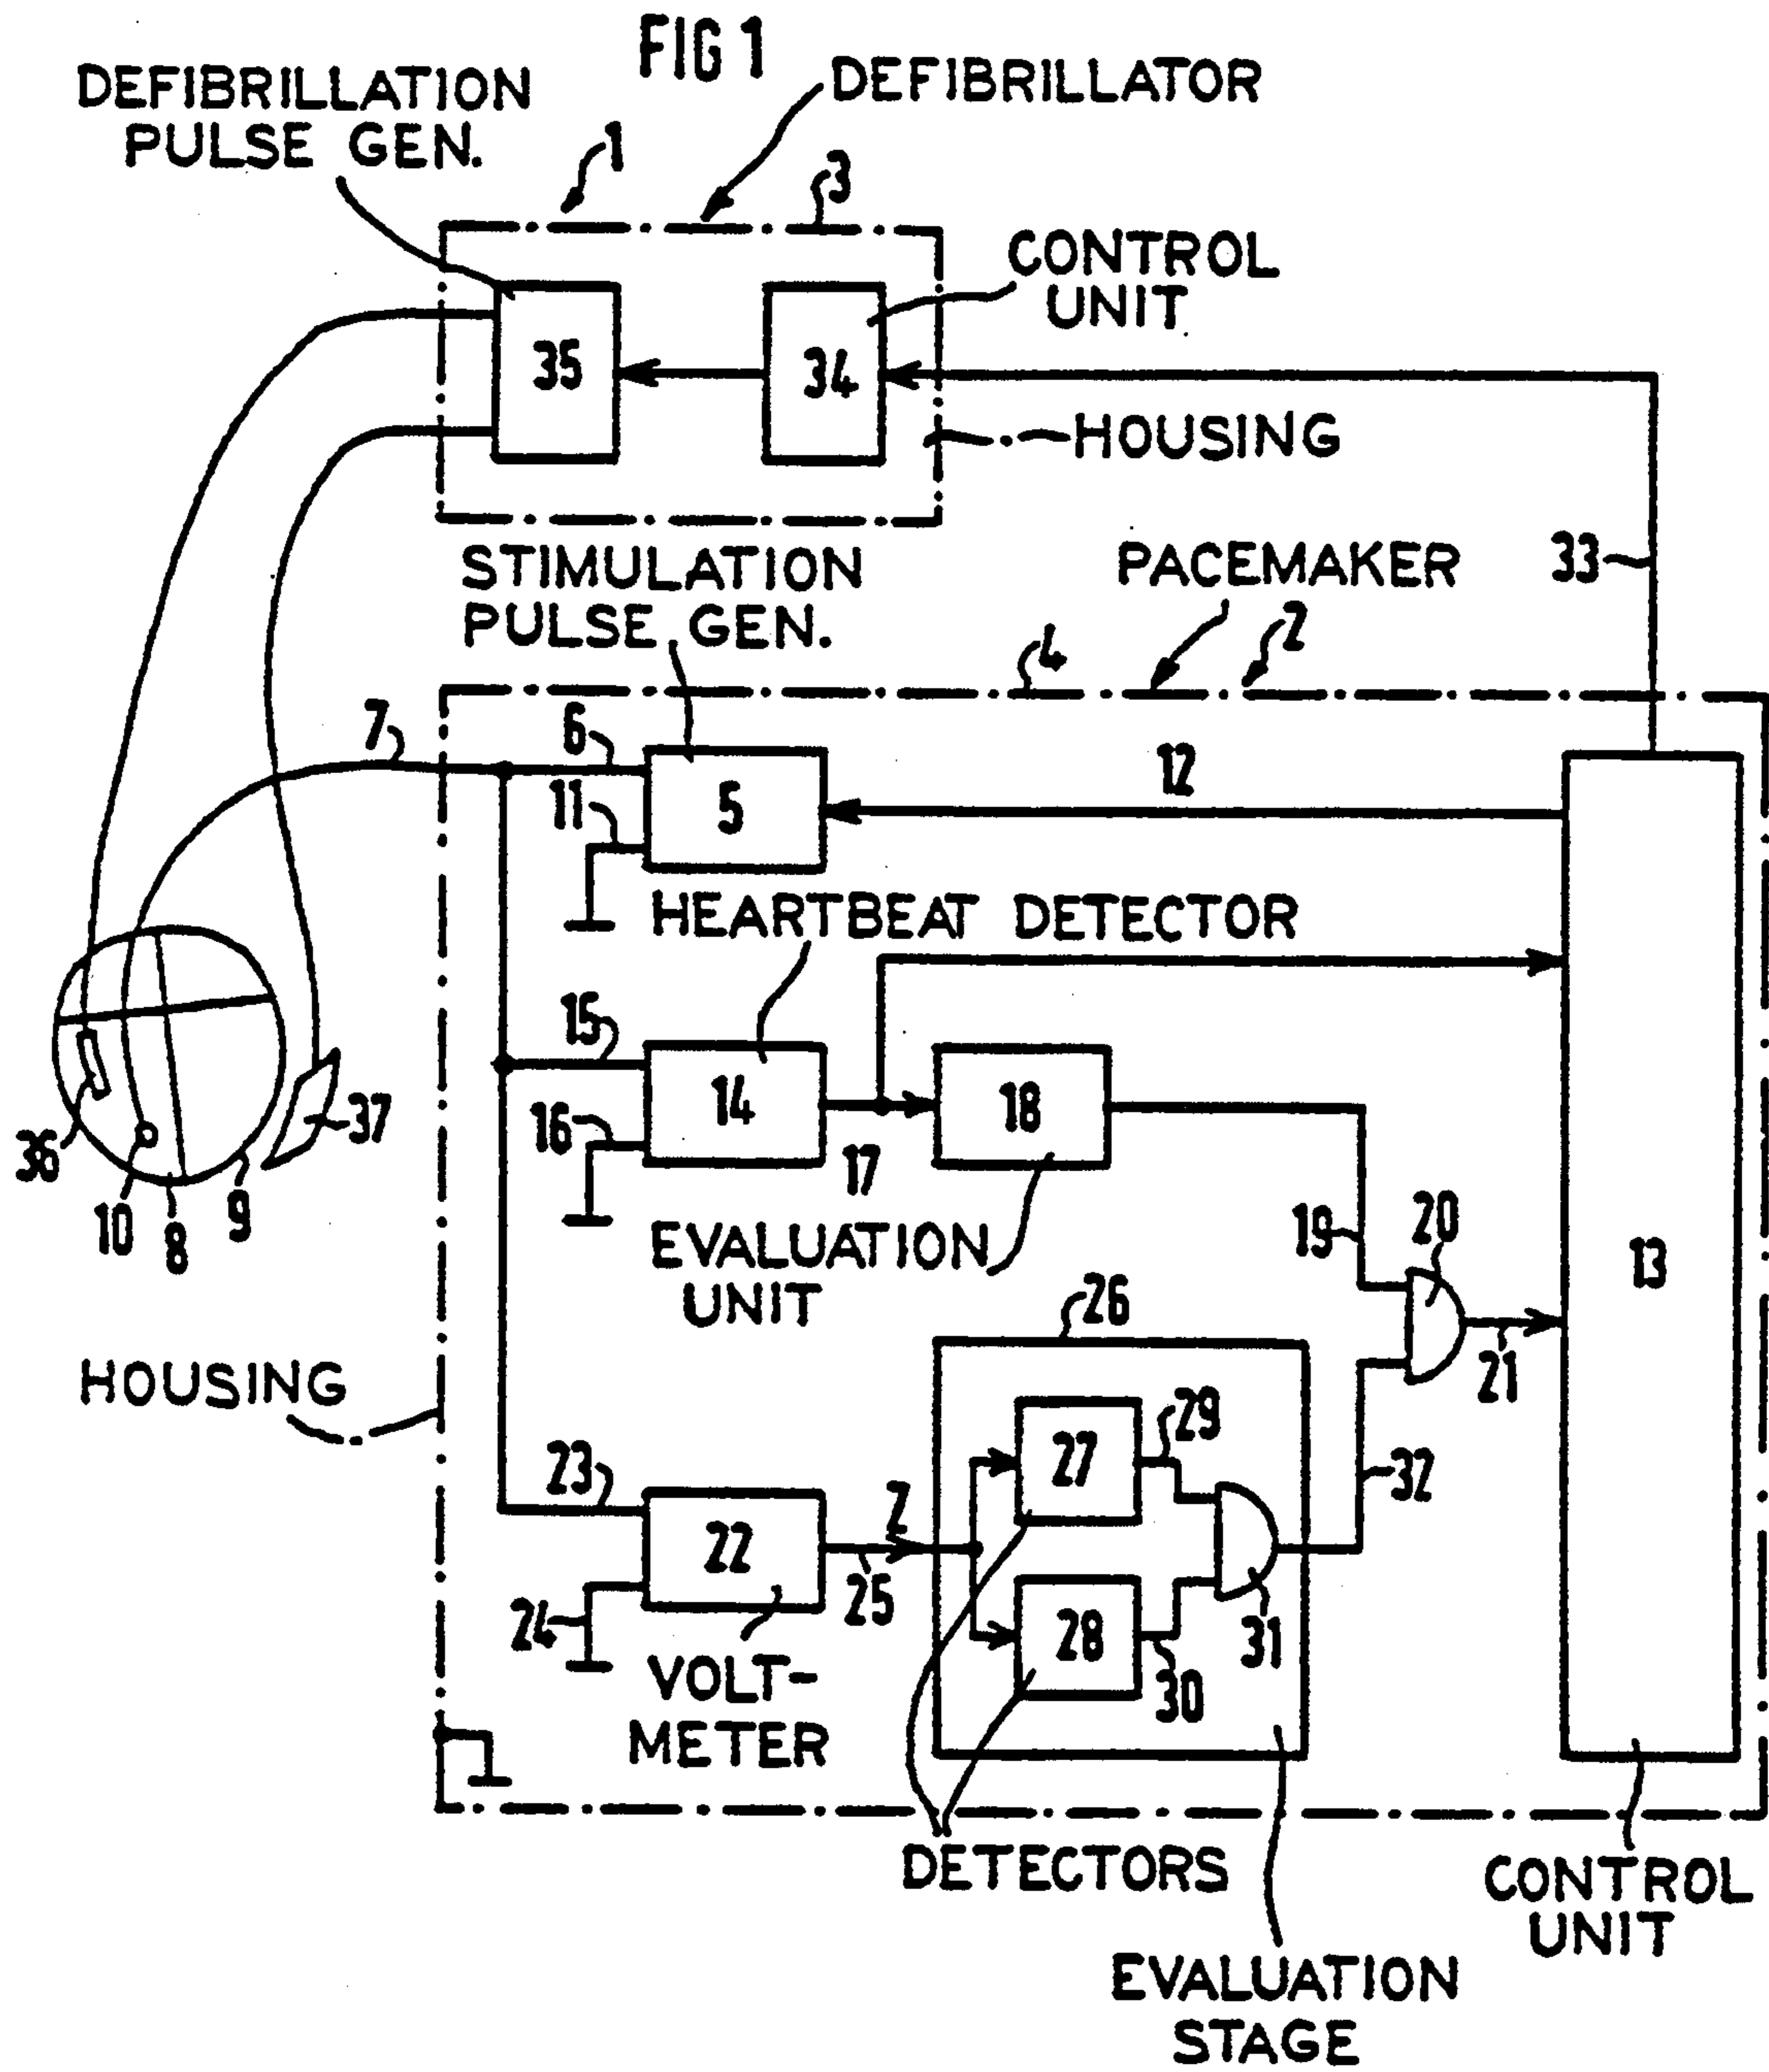 FIG 1
DEFIBRILLATION
PULSE GEN.
DEFIBRILLATOR
1
3
CONTROL
UNIT
35
34
HOUSING
STIMULATION
PULSE GEN.
PACEMAKER
33
4
2
7
6
12
11
5
HEARTBEAT DETECTOR
15
14
18
16
17
36
37
10
8
9
EVALUATION
UNIT
19
20
13
26
21
HOUSING
29
27
23
32
Z
22
25
24
28
31
30
VOLT-
METER
DETECTORS
CONTROL
UNIT
EVALUATION
STAGE